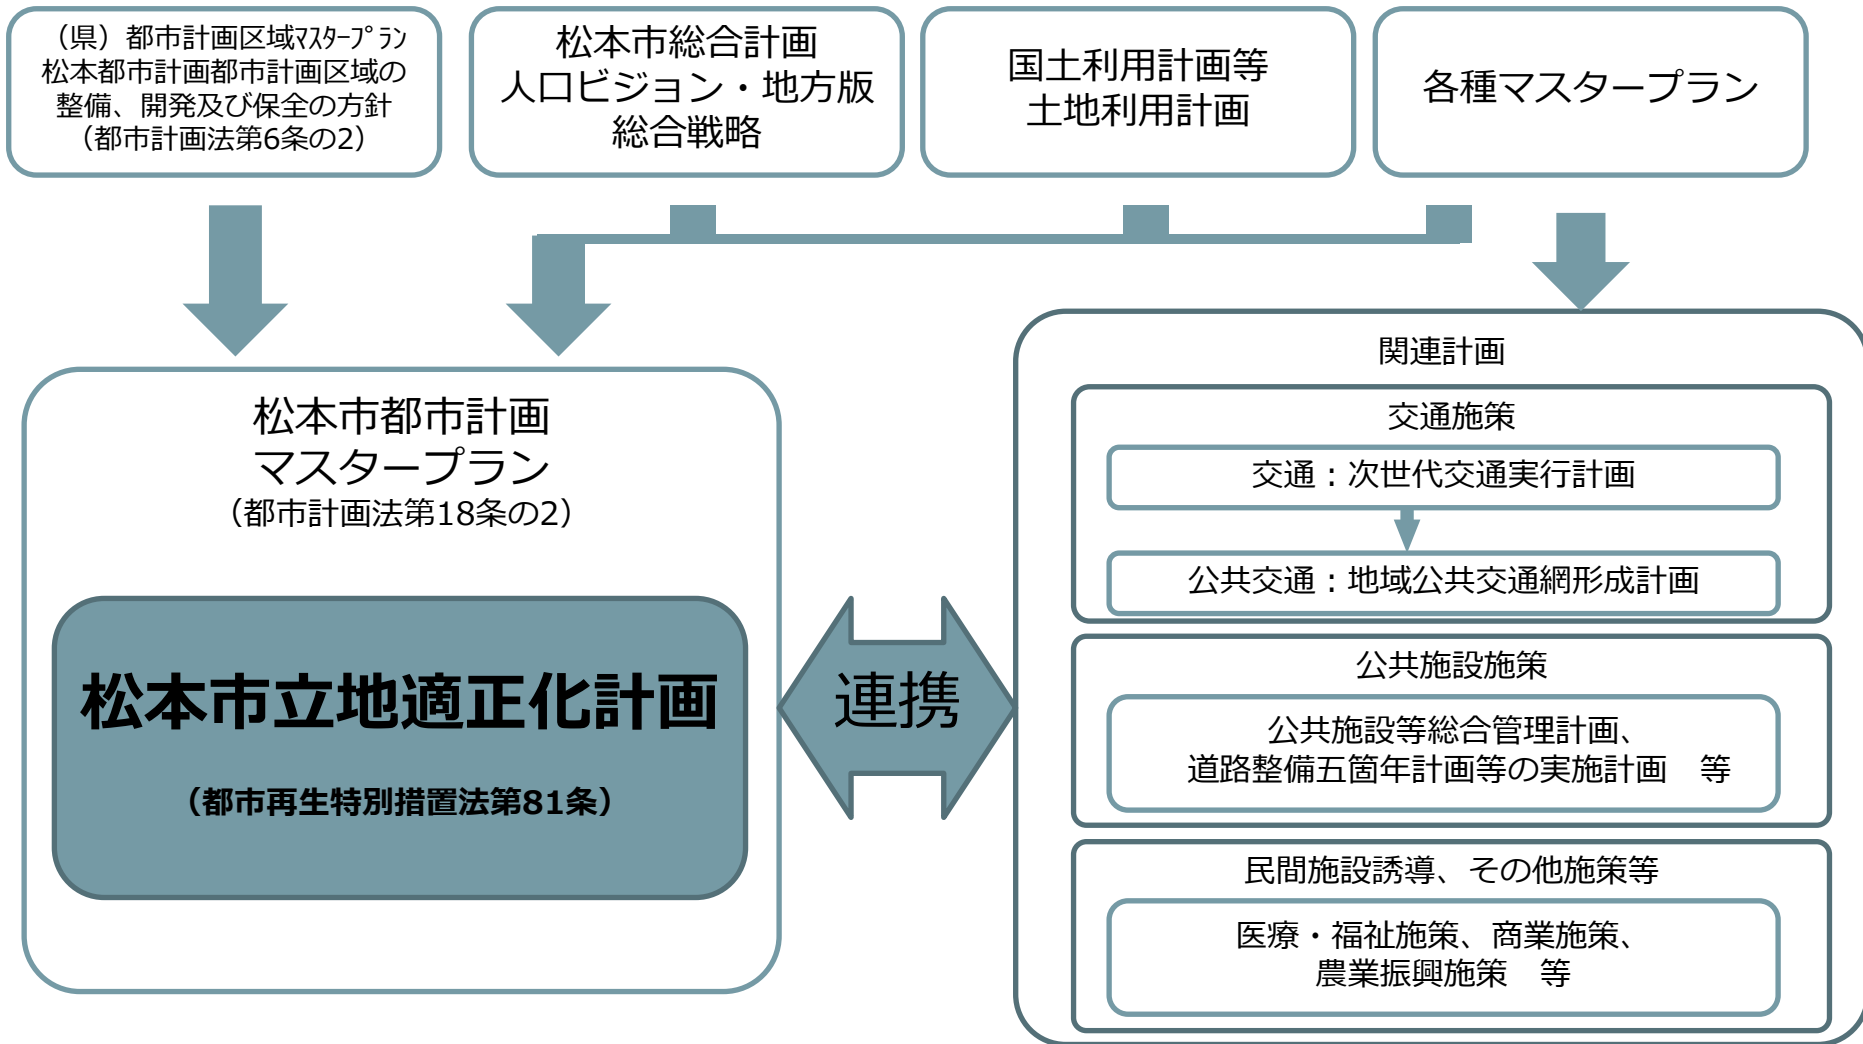 （県）都市計画区域ﾏｽﾀｰﾌﾟﾗﾝ
松本都市計画都市計画区域の
整備、開発及び保全の方針
（都市計画法第6条の2）
松本市総合計画
人口ビジョン・地方版
総合戦略
国土利用計画等
土地利用計画
各種マスタープラン
松本市都市計画
マスタープラン
（都市計画法第18条の2）
松本市立地適正化計画
（都市再生特別措置法第81条）
連携
関連計画
交通施策
交通：次世代交通実行計画
公共交通：地域公共交通網形成計画
公共施設施策
公共施設等総合管理計画、
道路整備五箇年計画等の実施計画　等
民間施設誘導、その他施策等
医療・福祉施策、商業施策、
農業振興施策　等